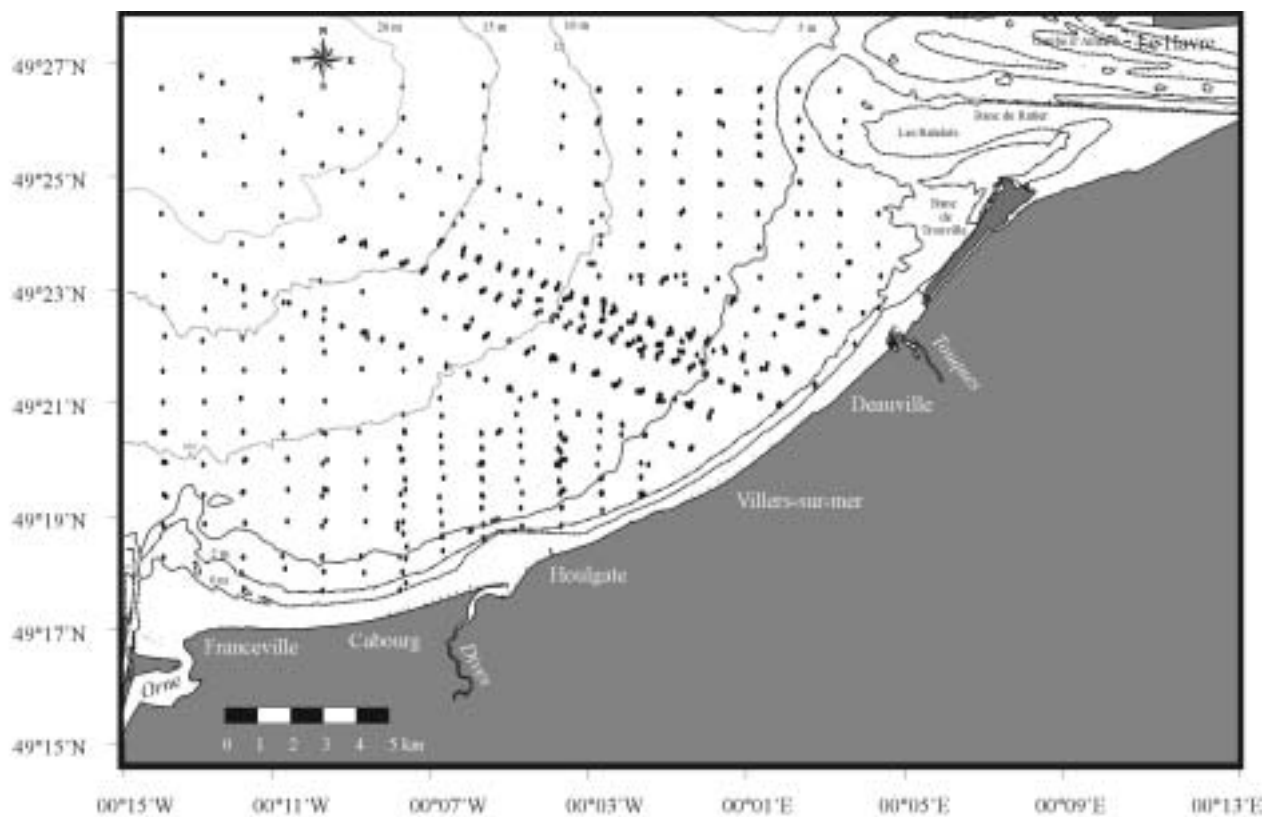 N
20 m
15 m
10 m
5 m
Le Havre
W
E
S
49°27'N
Banc du Ratier
Les Ratelets
49°25'N
Banc
de
Trouville
49°23'N
Touques
49°21'N
Deauville
Villers-sur-mer
49°19'N
Houlgate
49°17'N
Franceville
Cabourg
Dives
Orne
0 1 2 3 4 5 km
49°15'N
00°15'W 00°11'W 00°07'W 00°03'W 00°01'E 00°05'E 00°09'E 00°13'E